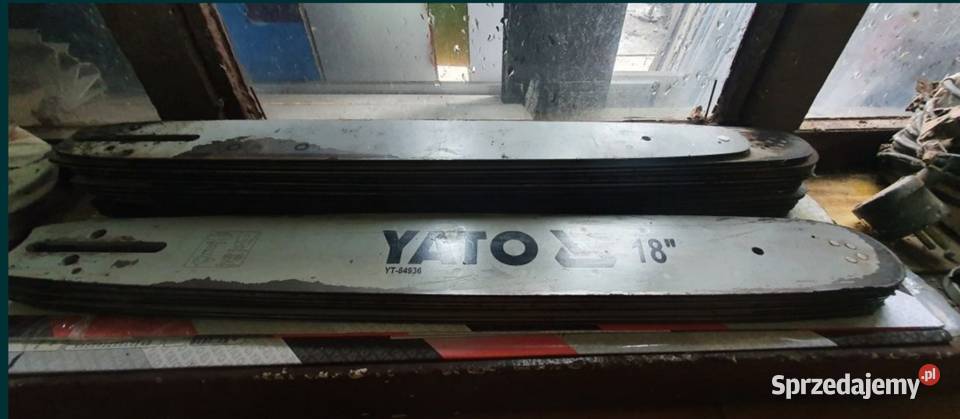 YATO 18"
YT-84936
Sprzedajemy.pl